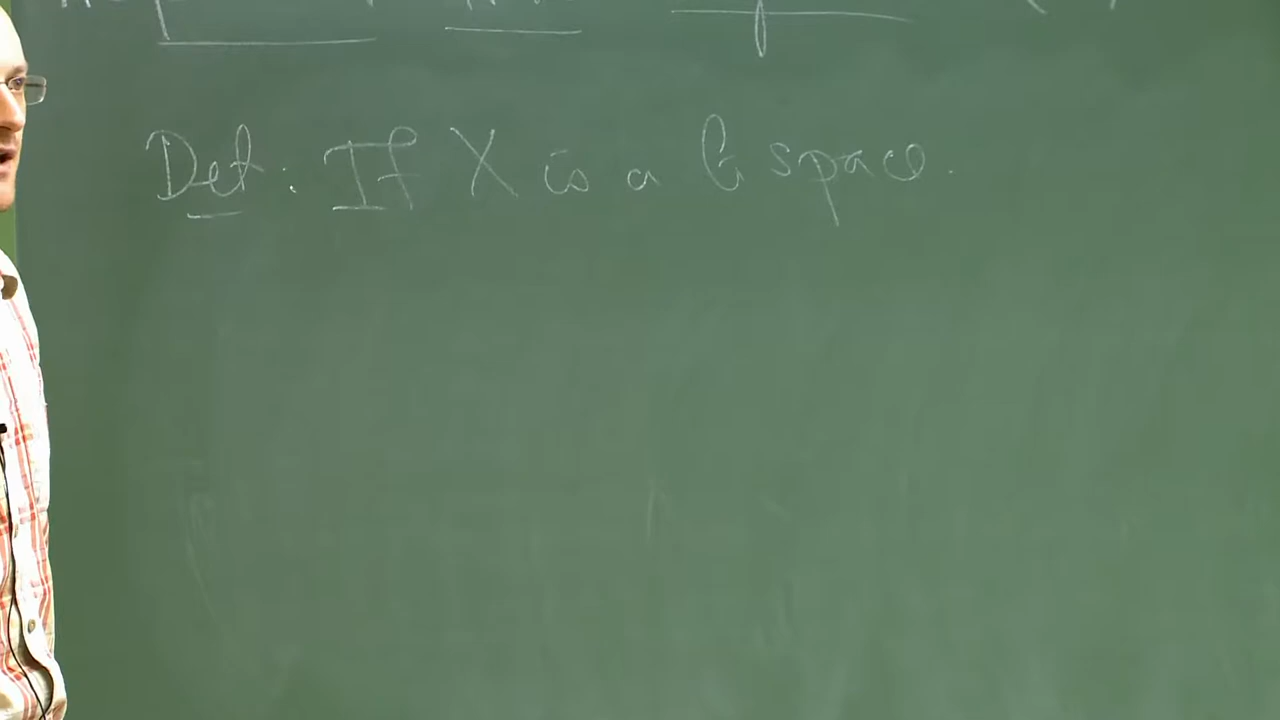 Def : If X is a G space.